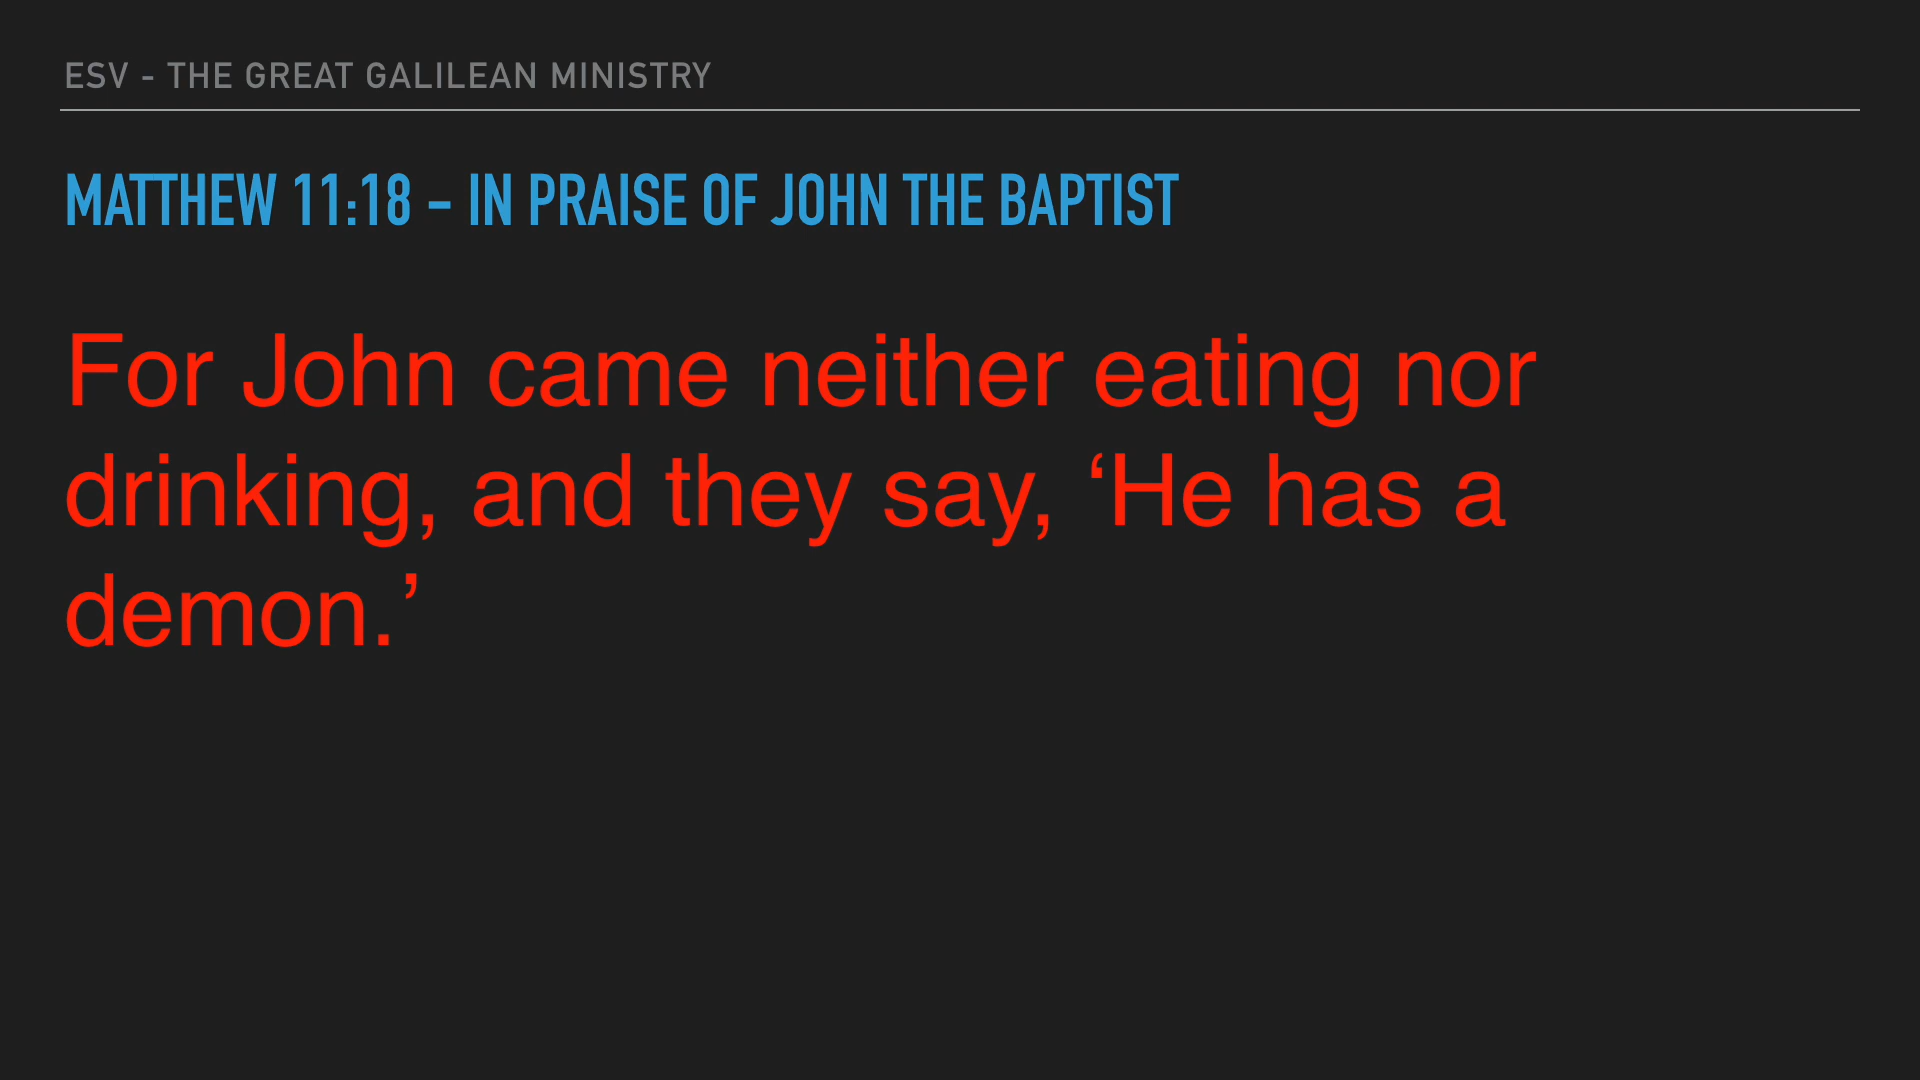 ESV - THE GREAT GALILEAN MINISTRY
MATTHEW 11:18 - IN PRAISE OF JOHN THE BAPTIST
For John came neither eating nor
drinking, and they say, ‘He has a
demon.’